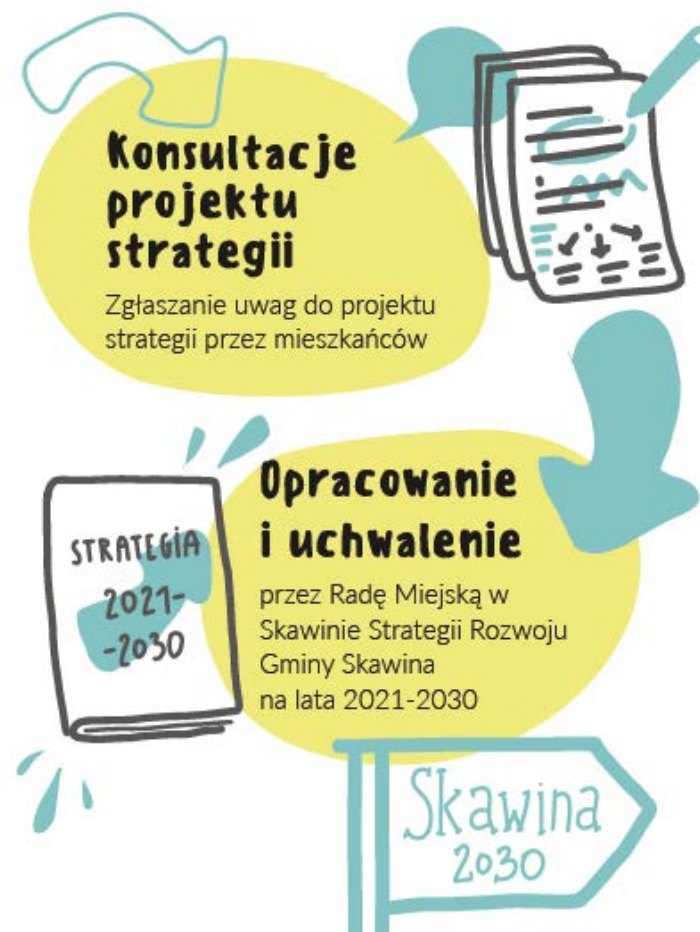 Konsultacje
projektu
strategii
Zgłaszanie uwag do projektu
strategii przez mieszkańców
Opracowanie
i uchwalenie
przez Radę Miejską w
Skawinie Strategii Rozwoju
Gminy Skawina
na lata 2021-2030
STRATEGIA
2021-
-2030
Skawina
2030